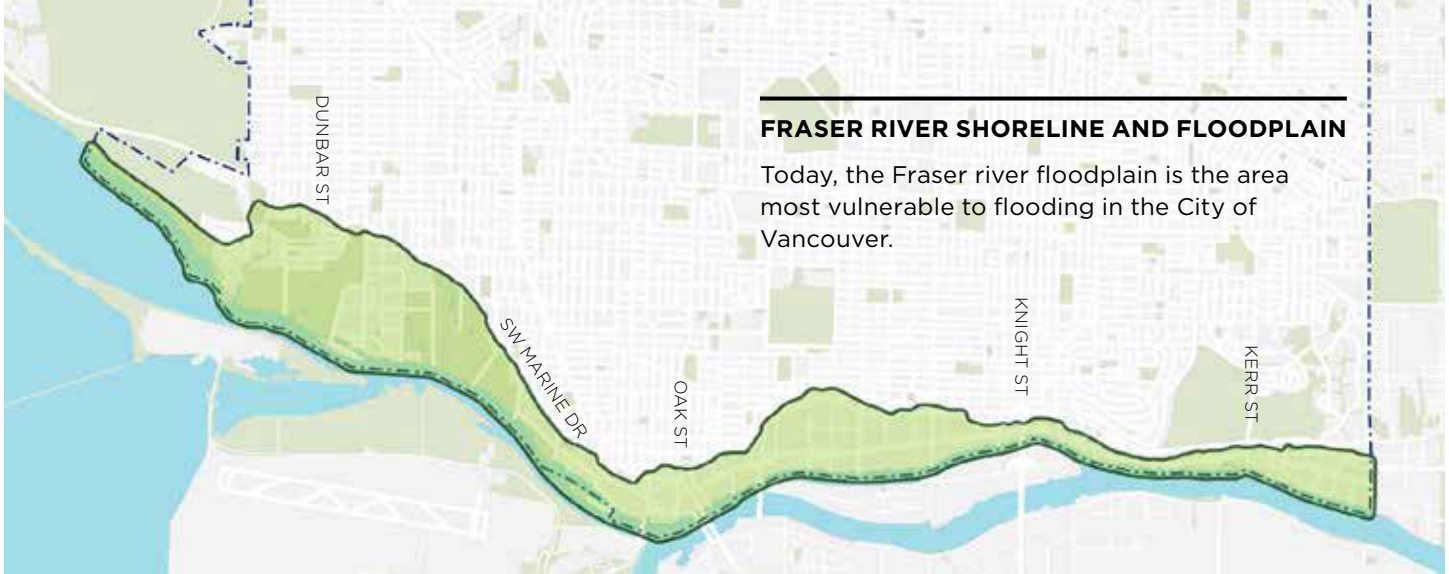 DUNBAR ST
FRASER RIVER SHORELINE AND FLOODPLAIN
Today, the Fraser river floodplain is the area
most vulnerable to flooding in the City of
Vancouver.
SW MARINE DR
OAK ST
KNIGHT ST
KERR ST